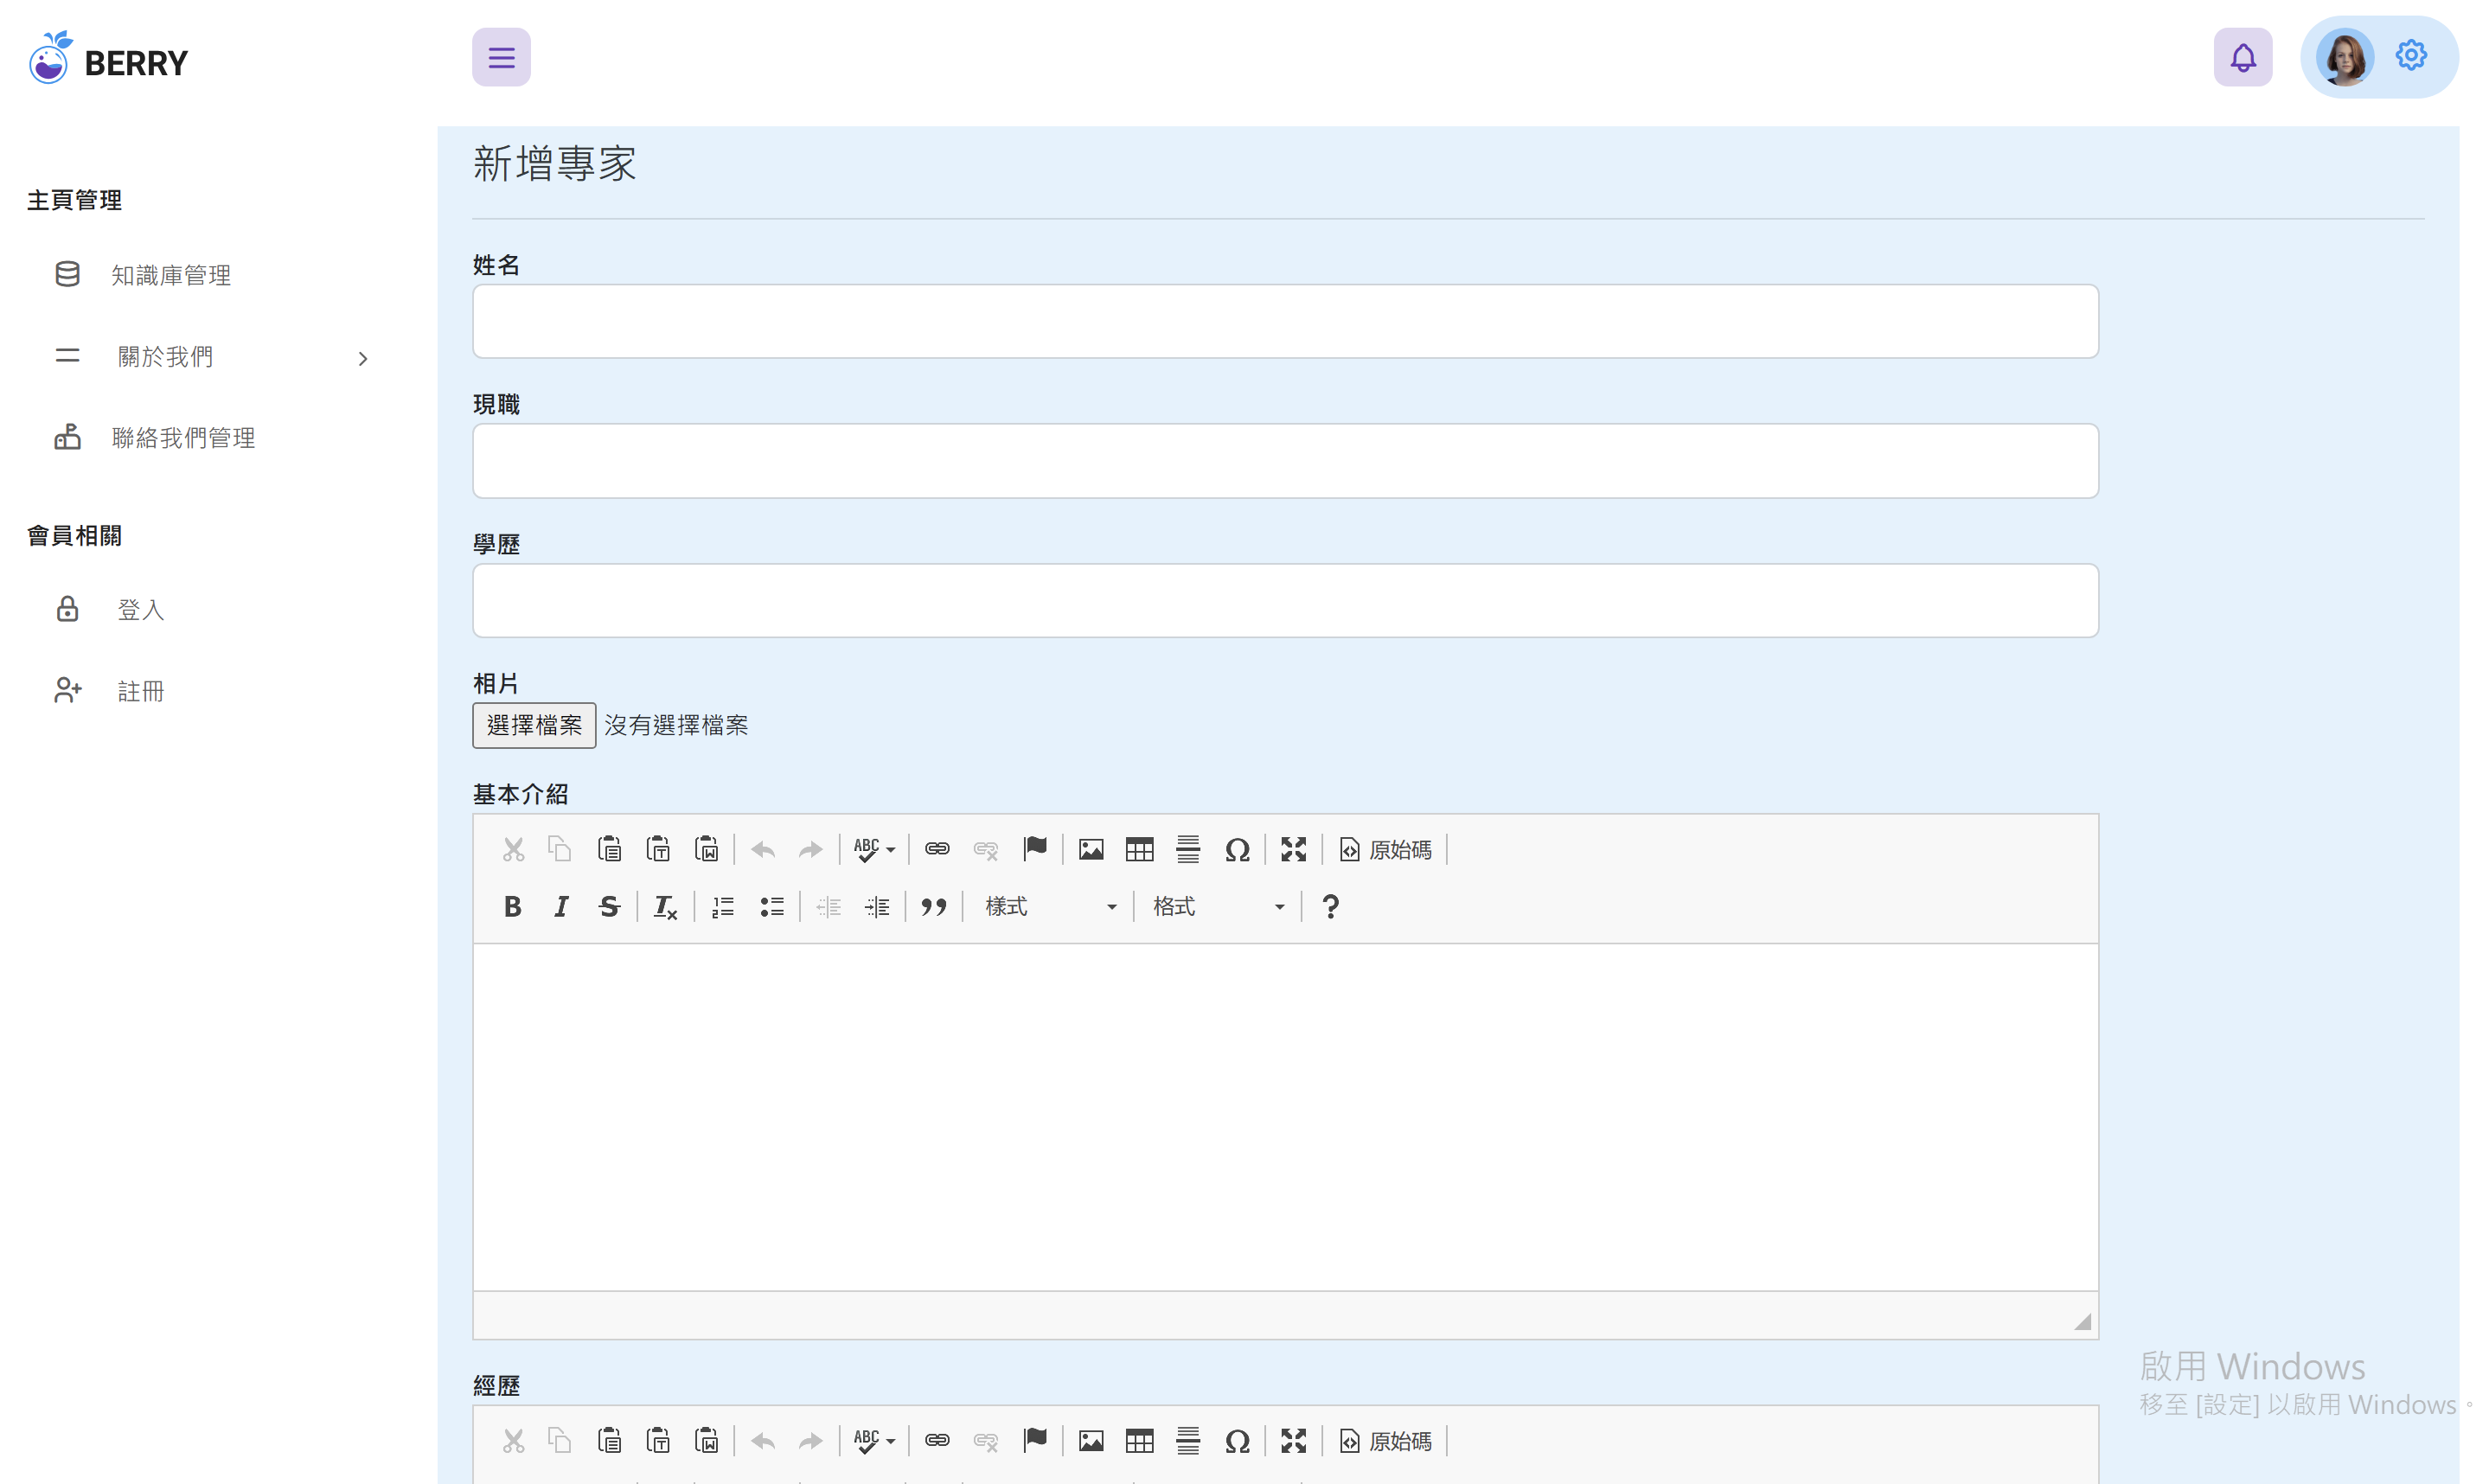 BERRY
主頁管理
知識庫管理
關於我們
聯絡我們管理
會員相關
登入
註冊
新增專家
姓名
現職
學歷
相片
選擇檔案 沒有選擇檔案
基本介紹
ABC 原始碼
B I S Tx 樣式 格式 ?
經歷
ABC 原始碼
啟用 Windows
移至 [設定] 以啟用 Windows。